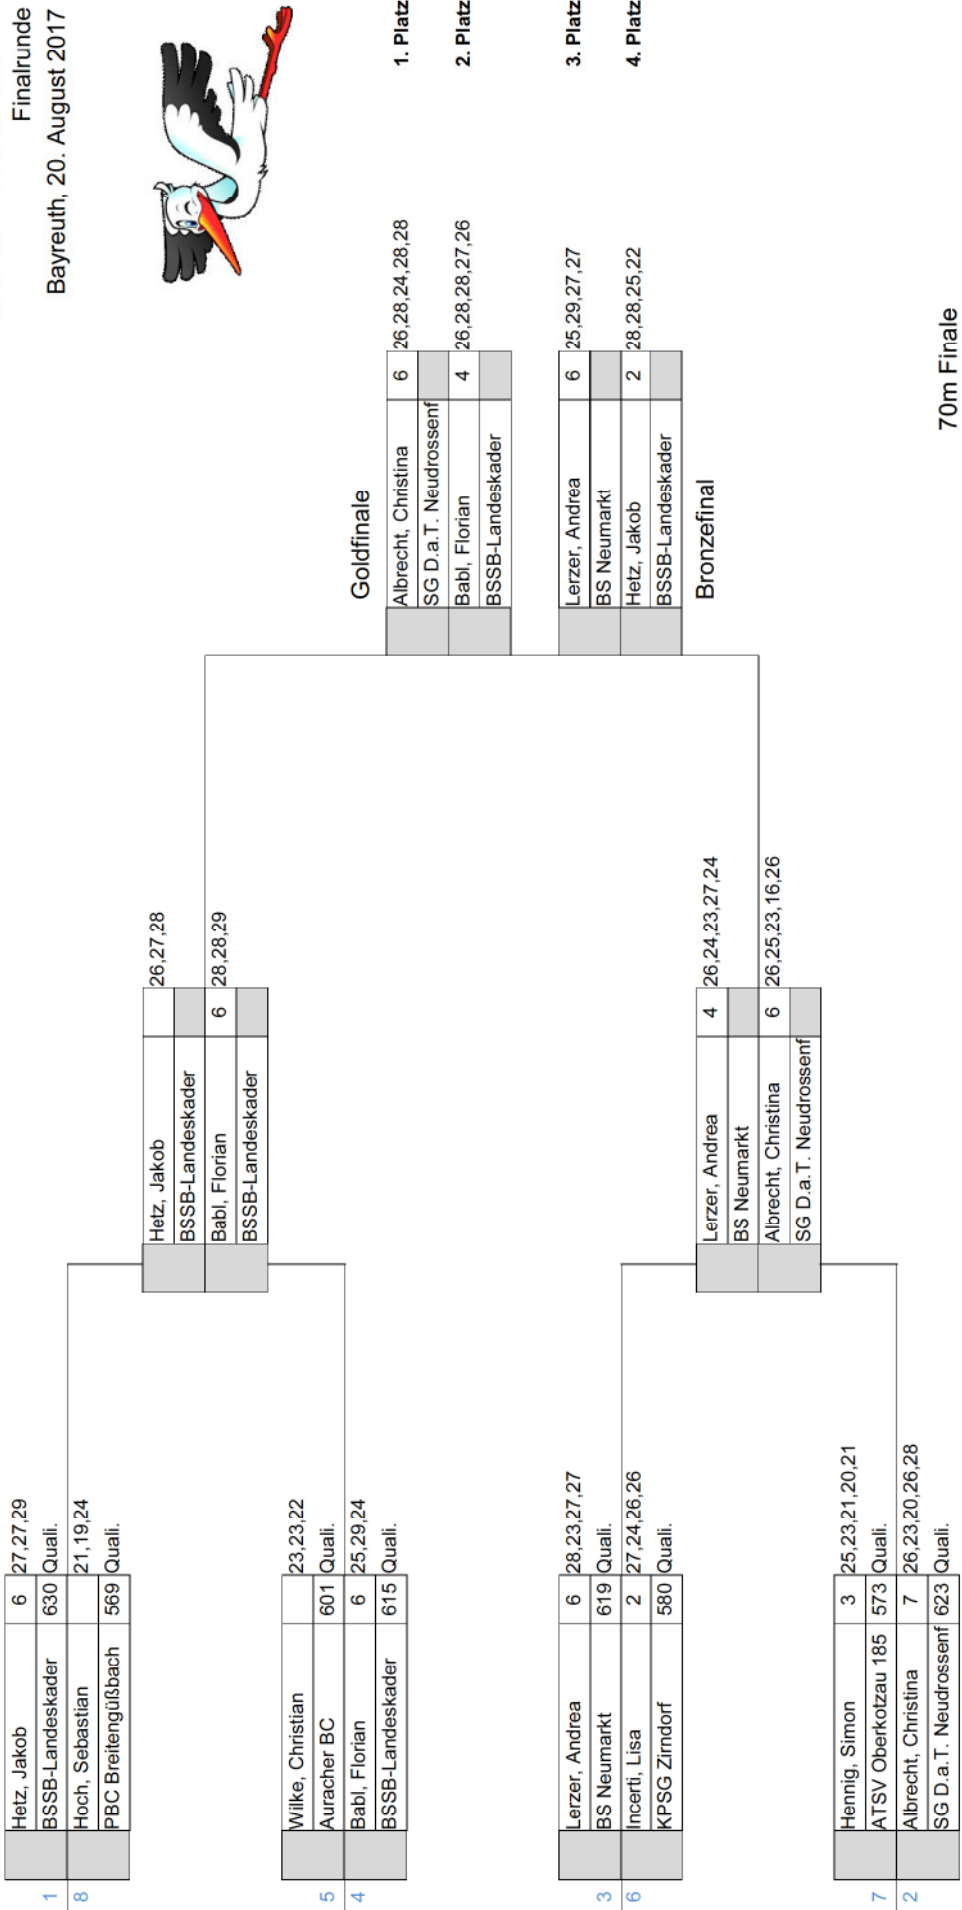 Finalrunde
Bayreuth, 20. August 2017
1 Hetz, Jakob 6 27,27,29
BSSB-Landeskader 630 Quali.
8 Hoch, Sebastian 21,19,24
PBC Breitengüßbach 569 Quali.
5 Wilke, Christian 23,23,22
Auracher BC 601 Quali.
4 Babl, Florian 6 25,29,24
BSSB-Landeskader 615 Quali.
3 Lerzer, Andrea 6 28,23,27,27
BS Neumarkt 619 Quali.
6 Incerti, Lisa 2 27,24,26,26
KPSG Zirndorf 580 Quali.
7 Hennig, Simon 3 25,23,21,20,21
ATSV Oberkotzau 185 573 Quali.
2 Albrecht, Christina 7 26,23,20,26,28
SG D.a.T. Neudrossenf 623 Quali.
Hetz, Jakob 26,27,28
BSSB-Landeskader
Babl, Florian 6 28,28,29
BSSB-Landeskader
Lerzer, Andrea 4 26,24,23,27,24
BS Neumarkt
Albrecht, Christina 6 26,25,23,16,26
SG D.a.T. Neudrossenf
Goldfinale
Albrecht, Christina 6 26,28,24,28,28
SG D.a.T. Neudrossenf
Babl, Florian 4 26,28,28,27,26
BSSB-Landeskader
Lerzer, Andrea 6 25,29,27,27
BS Neumarkt
Hetz, Jakob 2 28,28,25,22
BSSB-Landeskader
Bronzefinal
1. Platz
2. Platz
3. Platz
4. Platz
70m Finale